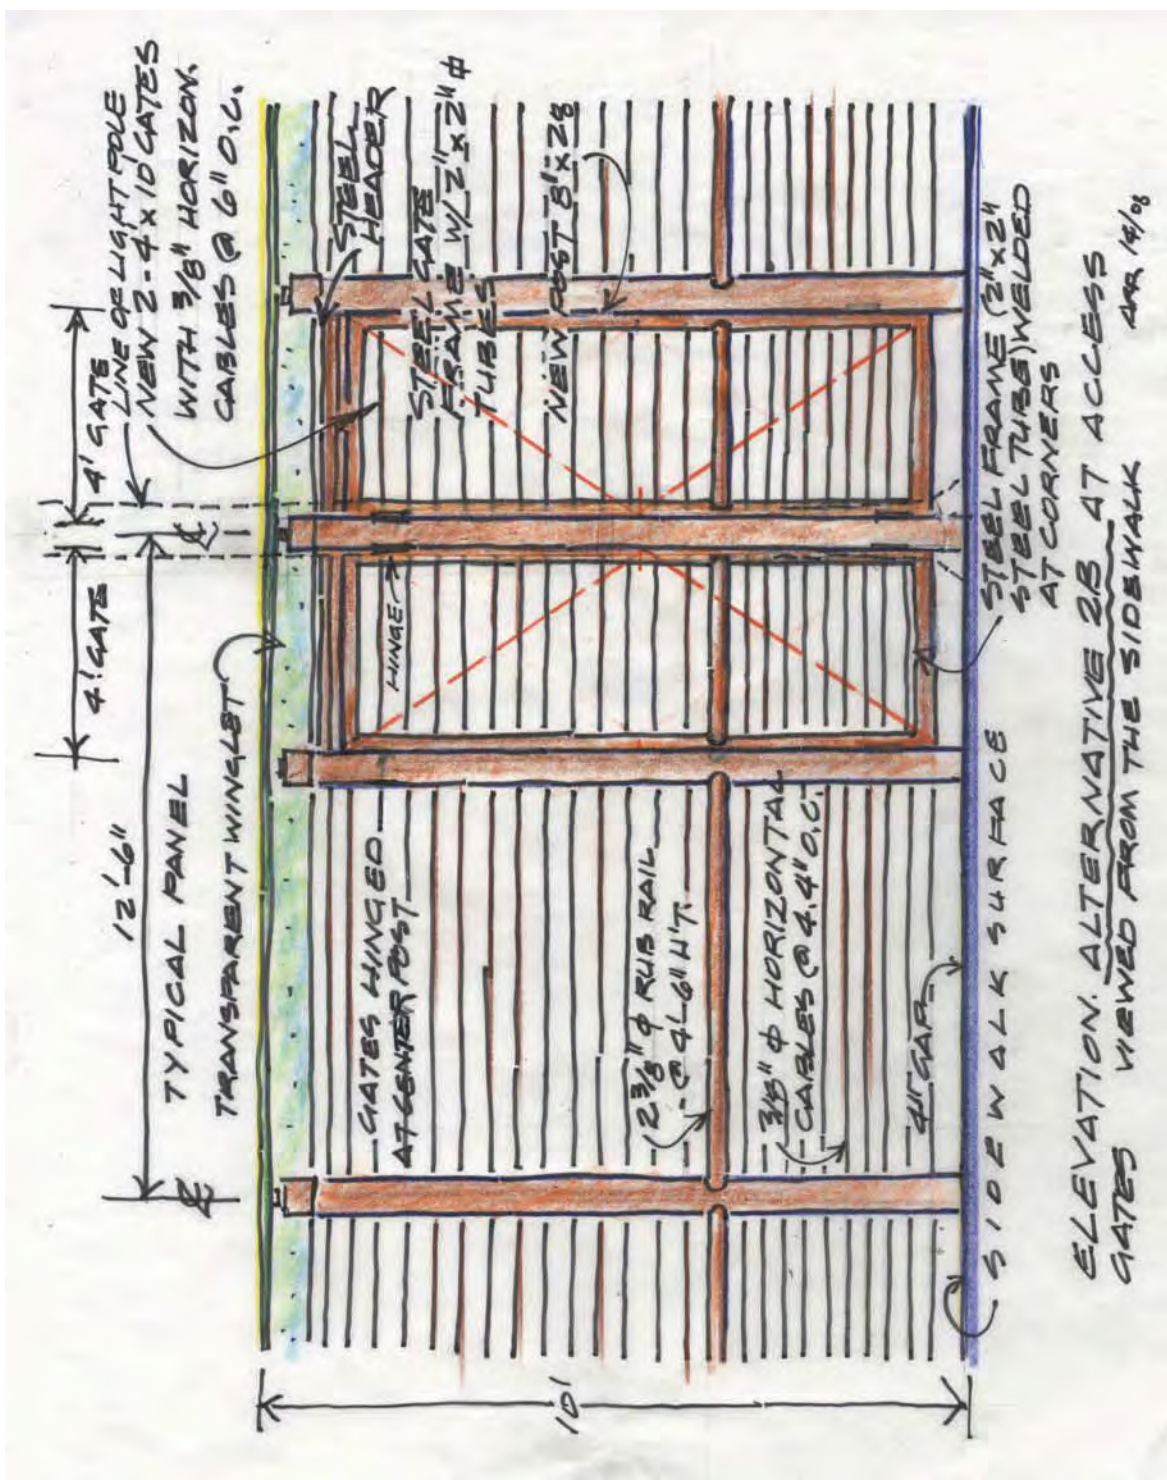 4' GATE
4' GATE
12'-6"
TYPICAL PANEL
TRANSPARENT WINGLET
LINE OF LIGHT POLE
NEW 2 - 4' x 10' GATES
WITH 3/8" HORIZON.
CABLES @ 6" O.C.
STEEL
HEADER
STEEL GATE
FRAME W/ 2" x 2" ф
TUBES
NEW POST 8" x 28
HINGE
GATES HINGED
AT CENTER POST
2 3/8" ф RUB RAIL
@ 4'-6" HT.
3/8" ф HORIZONTAL
CABLES @ 4.4" O.C.
4" GAP
10'
SIDEWALK SURFACE
STEEL FRAME (2" x 2"
STEEL TUBE) WELDED
AT CORNERS
ELEVATION. ALTERNATIVE 2B AT ACCESS
GATES VIEWED FROM THE SIDEWALK
14/08